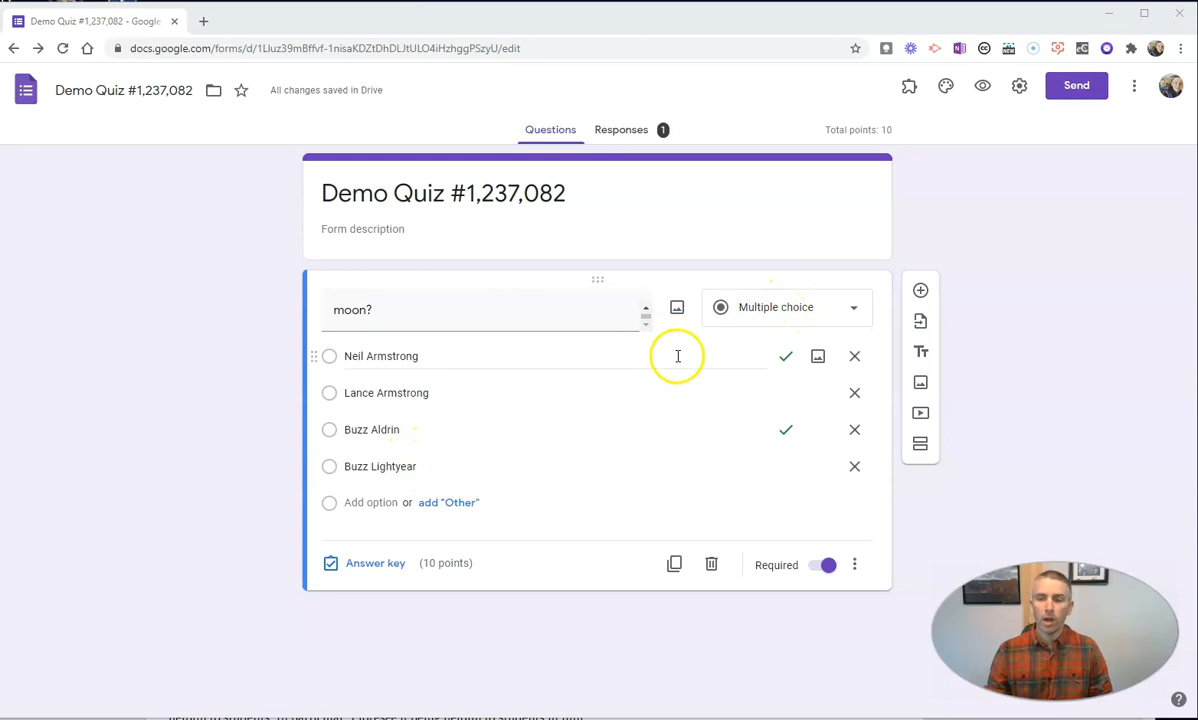 Demo Quiz #1,237,082 - Google
docs.google.com/forms/d/1Lluz39mBffvf-1nisaKDZtDhDLJtULO4iHzhggPSzyU/edit
Demo Quiz #1,237,082
All changes saved in Drive
Send
Questions
Responses 1
Total points: 10
Demo Quiz #1,237,082
Form description
moon?
Multiple choice
Neil Armstrong
Lance Armstrong
Buzz Aldrin
Buzz Lightyear
Add option or add "Other"
Answer key (10 points)
Required